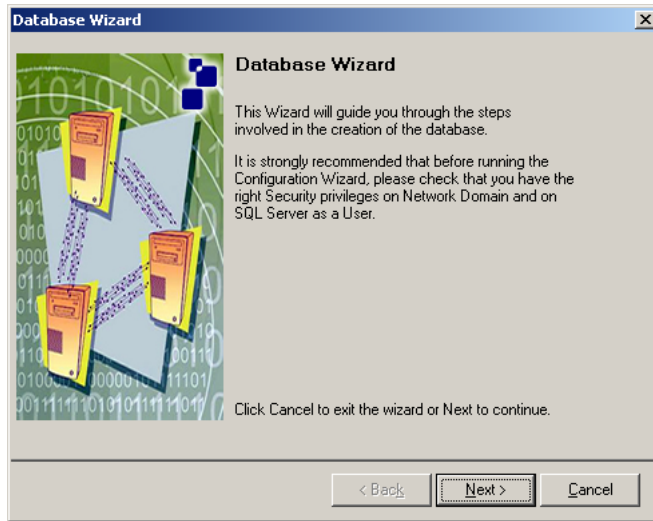 Database Wizard
Database Wizard
This Wizard will guide you through the steps
involved in the creation of the database.
It is strongly recommended that before running the
Configuration Wizard, please check that you have the
right Security privileges on Network Domain and on
SQL Server as a User.
Click Cancel to exit the wizard or Next to continue.
< Back Next > Cancel